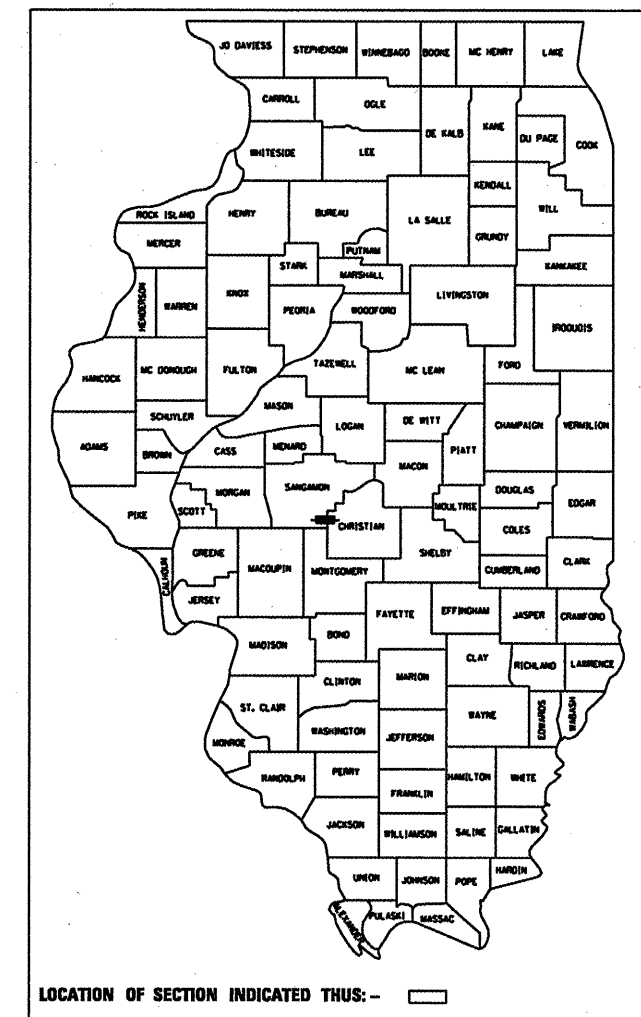 JO DAVIESS STEPHENSON WINNEBAGO BOONE MC HENRY LAKE
CARROLL OGLE DE KALB KANE DU PAGE COOK
WHITESIDE LEE
KENDALL WILL
ROCK ISLAND HENRY BUREAU LA SALLE
MERCER PUTNAM GRUNDY
STARK MARSHALL KANKAKEE
HENDERSON WARREN KNOX PEORIA WOODFORD LIVINGSTON IROQUOIS
HANCOCK MC DONOUGH FULTON TAZEWELL MC LEAN FORD
MASON
SCHUYLER LOGAN DE WITT CHAMPAIGN VERMILION
ADAMS BROWN CASS MENARD MACON PIATT
PIKE SCOTT MORGAN SANGAMON MOULTRIE DOUGLAS EDGAR
CHRISTIAN COLES
CALHOUN GREENE MACOUPIN MONTGOMERY SHELBY CUMBERLAND CLARK
JERSEY FAYETTE EFFINGHAM JASPER CRAWFORD
MADISON BOND
CLINTON MARION CLAY RICHLAND LAWRENCE
ST. CLAIR WAYNE EDWARDS WABASH
MONROE WASHINGTON JEFFERSON
RANDOLPH PERRY HAMILTON WHITE
FRANKLIN
JACKSON WILLIAMSON SALINE GALLATIN
UNION JOHNSON POPE HARDIN
ALEXANDER PULASKI MASSAC
LOCATION OF SECTION INDICATED THUS: -